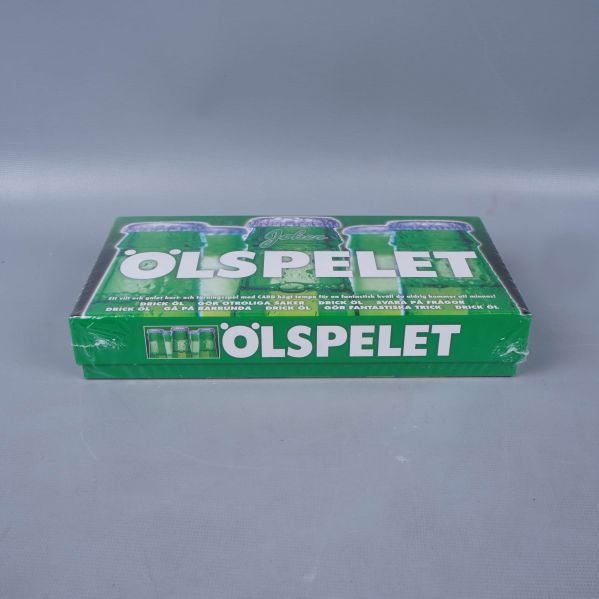 Joker
ÖLSPELET
Ett vilt och galet kort- och tärningsspel med CARD högt tempo för en fantastisk kväll du aldrig kommer att minnas!
DRICK ÖL GÖR OTROLIGA SAKER DRICK ÖL SVARA PÅ FRÅGOR
DRICK ÖL GÅ PÅ BARRUNDA DRICK ÖL GÖR FANTASTISKA TRICK DRICK ÖL
ÖLSPELET